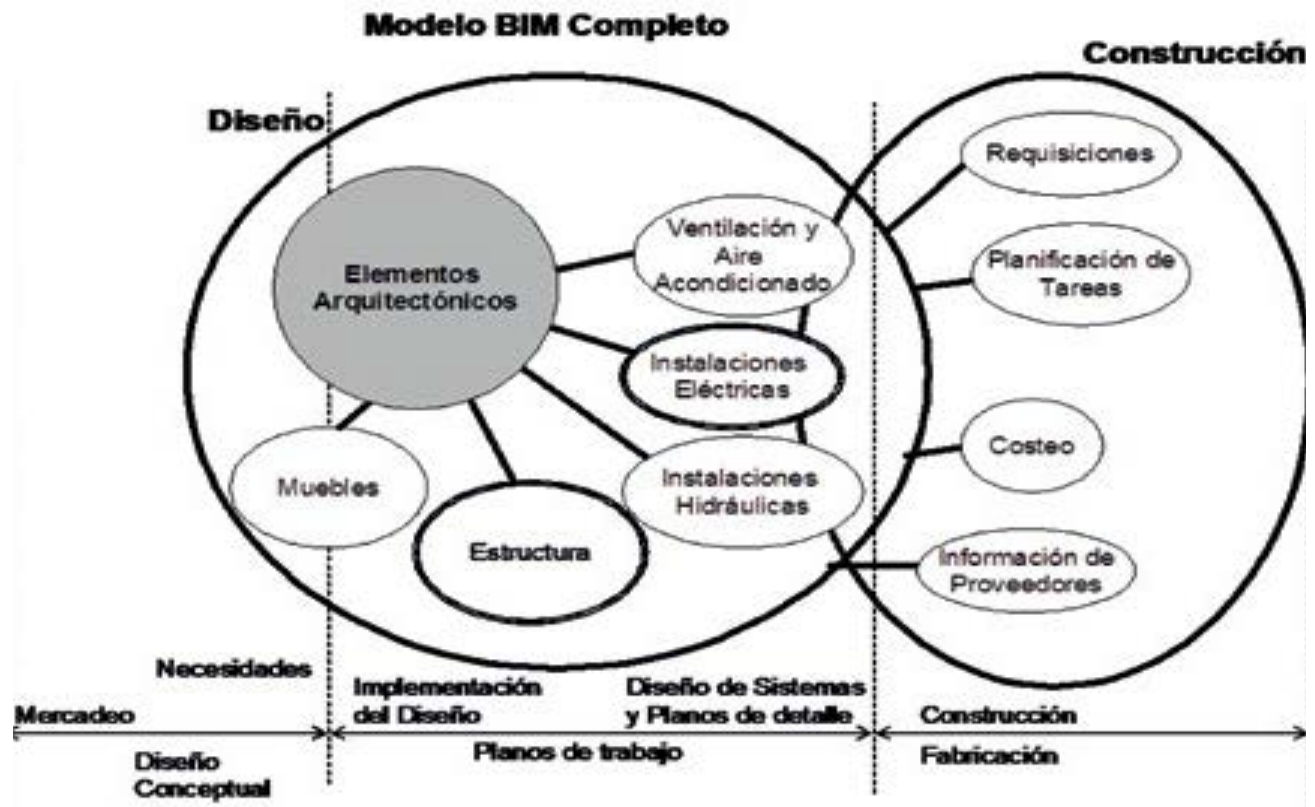 Modelo BIM Completo
Construcción
Diseño
Requisiciones
Ventilación y
Aire
Acondicionado
Elementos
Arquitectónicos
Planificación de
Tareas
Instalaciones
Eléctricas
Costeo
Muebles
Instalaciones
Hidráulicas
Estructura
Información de
Proveedores
Necesidades
Implementación
del Diseño
Diseño de Sistemas
y Planos de detalle
Mercadeo
Construcción
Planos de trabajo
Diseño
Conceptual
Fabricación